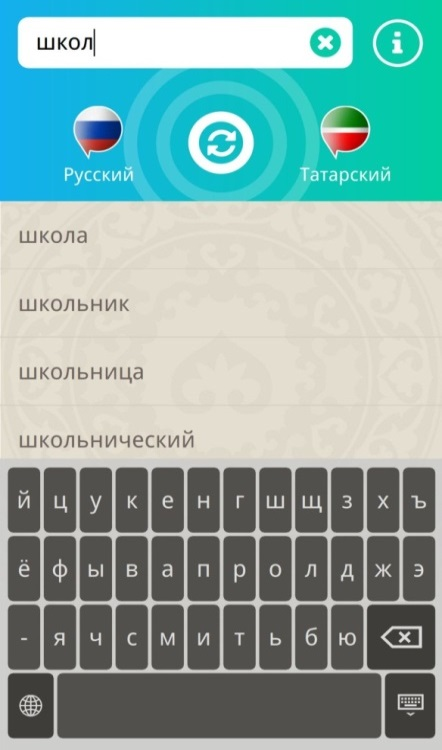 школ
Русский
Татарский
школа
школьник
школьница
школьнический
й ц у к е н г ш щ з х ъ
ё ф ы в а п р о л д ж э
- я ч с м и т ь б ю